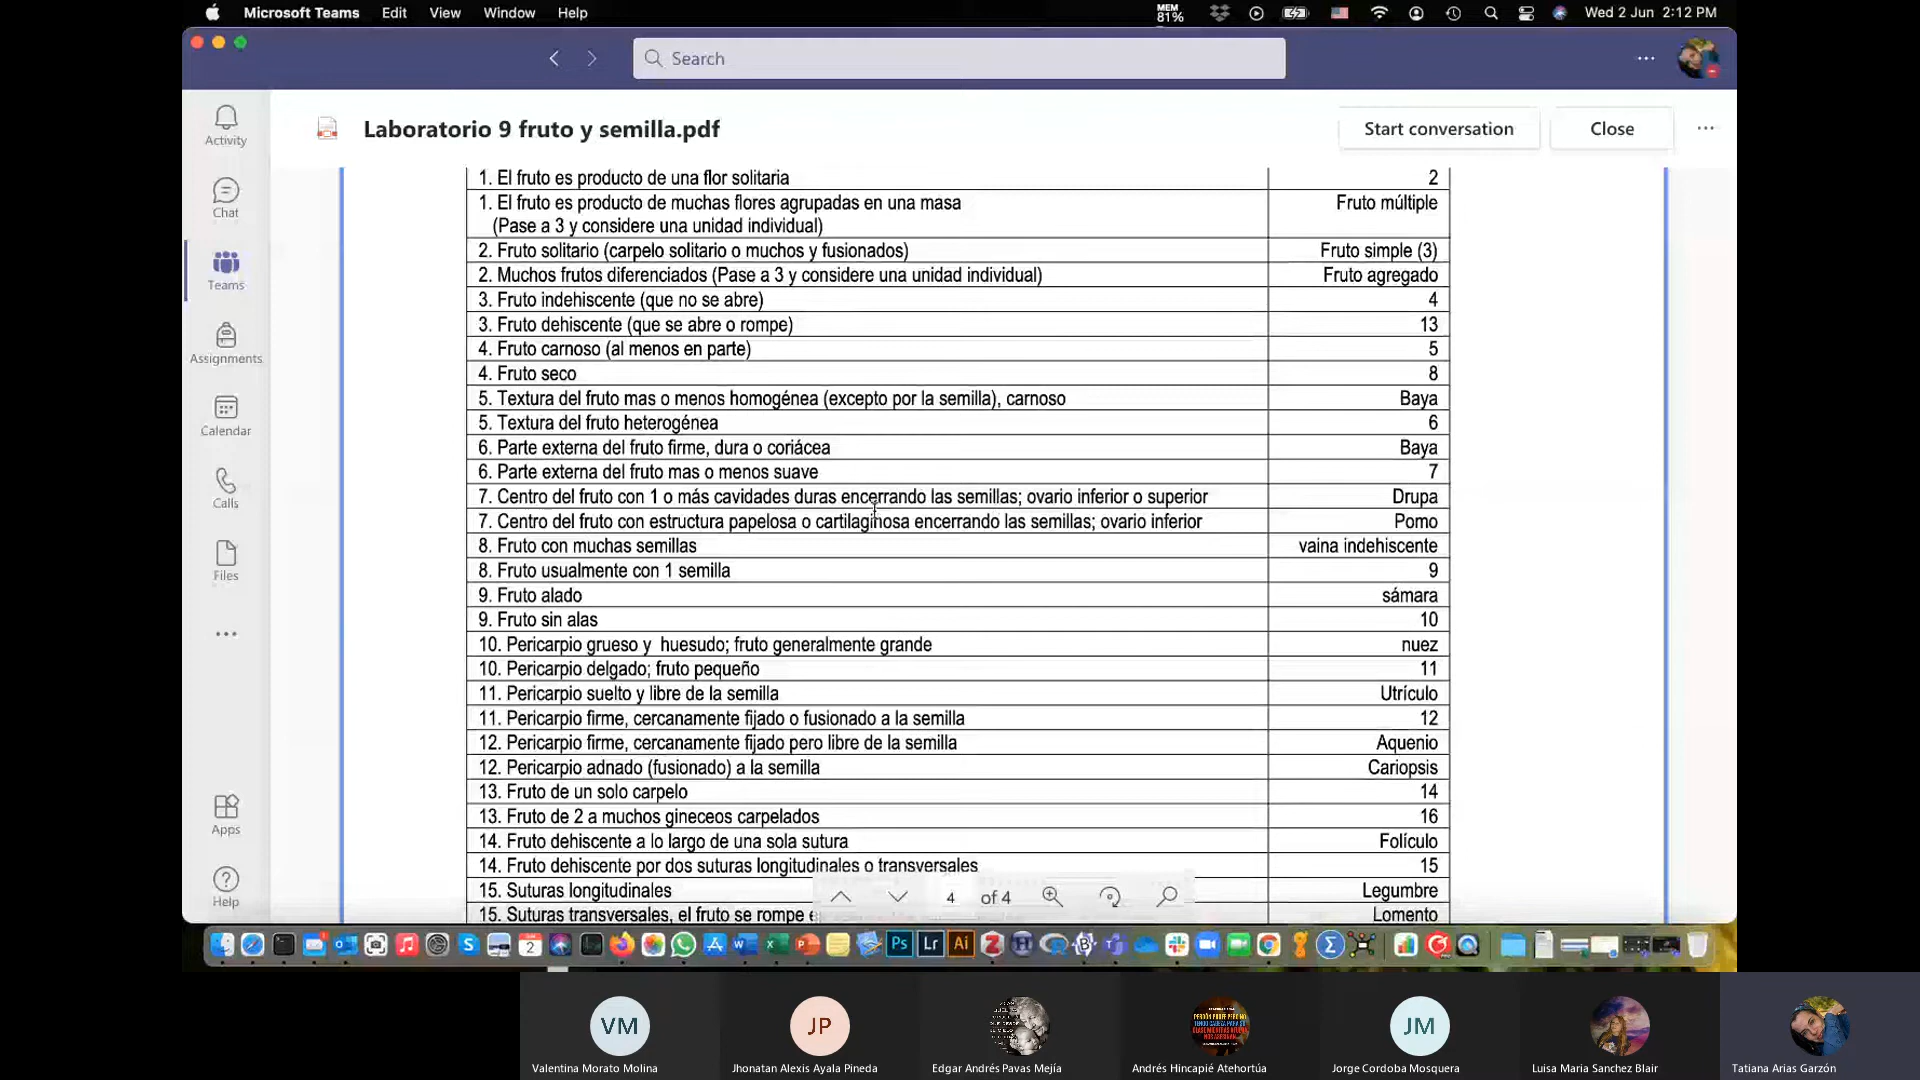 Microsoft Teams Edit View Window Help MEM 81% Wed 2 Jun 2:12 PM
Search
Activity
Chat
Teams
Assignments
Calendar
Calls
Files
Apps
Help
Laboratorio 9 fruto y semilla.pdf Start conversation Close
1. El fruto es producto de una flor solitaria 2
1. El fruto es producto de muchas flores agrupadas en una masa Fruto múltiple
(Pase a 3 y considere una unidad individual)
2. Fruto solitario (carpelo solitario o muchos y fusionados) Fruto simple (3)
2. Muchos frutos diferenciados (Pase a 3 y considere una unidad individual) Fruto agregado
3. Fruto indehiscente (que no se abre) 4
3. Fruto dehiscente (que se abre o rompe) 13
4. Fruto carnoso (al menos en parte) 5
4. Fruto seco 8
5. Textura del fruto mas o menos homogénea (excepto por la semilla), carnoso Baya
5. Textura del fruto heterogénea 6
6. Parte externa del fruto firme, dura o coriácea Baya
6. Parte externa del fruto mas o menos suave 7
7. Centro del fruto con 1 o más cavidades duras encerrando las semillas; ovario inferior o superior Drupa
7. Centro del fruto con estructura papelosa o cartilaginosa encerrando las semillas; ovario inferior Pomo
8. Fruto con muchas semillas vaina indehiscente
8. Fruto usualmente con 1 semilla 9
9. Fruto alado sámara
9. Fruto sin alas 10
10. Pericarpio grueso y huesudo; fruto generalmente grande nuez
10. Pericarpio delgado; fruto pequeño 11
11. Pericarpio suelto y libre de la semilla Utrículo
11. Pericarpio firme, cercanamente fijado o fusionado a la semilla 12
12. Pericarpio firme, cercanamente fijado pero libre de la semilla Aquenio
12. Pericarpio adnado (fusionado) a la semilla Cariopsis
13. Fruto de un solo carpelo 14
13. Fruto de 2 a muchos gineceos carpelados 16
14. Fruto dehiscente a lo largo de una sola sutura Folículo
14. Fruto dehiscente por dos suturas longitudinales o transversales 15
15. Suturas longitudinales Legumbre
15. Suturas transversales, el fruto se rompe e Lomento
4 of 4
Ps Lr Ai
VM JP JM
Valentina Morato Molina Jhonatan Alexis Ayala Pineda Edgar Andrés Pavas Mejía Andrés Hincapié Atehortúa Jorge Cordoba Mosquera Luisa Maria Sanchez Blair Tatiana Arias Garzón